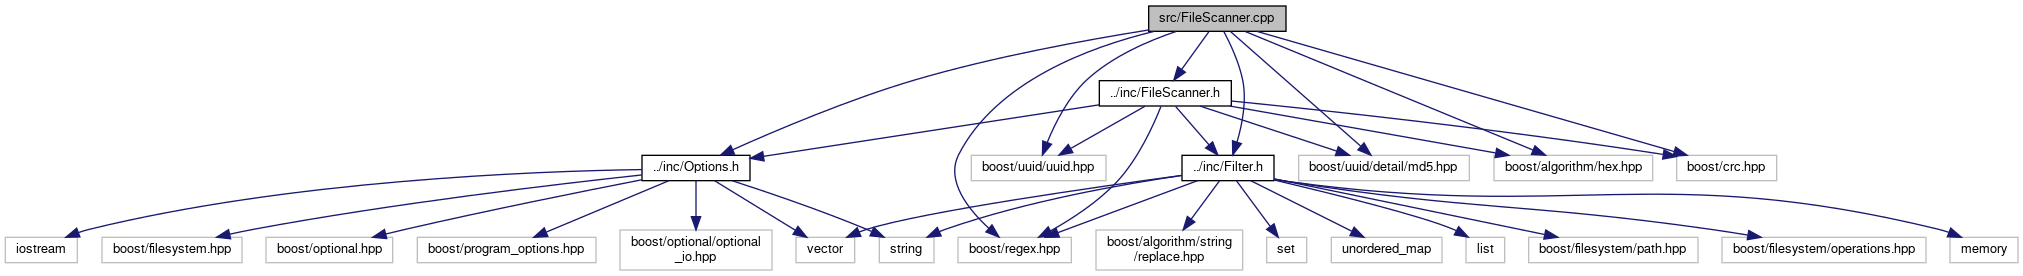 src/FileScanner.cpp
../inc/FileScanner.h
../inc/Options.h
boost/uuid/uuid.hpp
../inc/Filter.h
boost/uuid/detail/md5.hpp
boost/algorithm/hex.hpp
boost/crc.hpp
iostream
boost/filesystem.hpp
boost/optional.hpp
boost/program_options.hpp
boost/optional/optional
_io.hpp
vector
string
boost/regex.hpp
boost/algorithm/string
/replace.hpp
set
unordered_map
list
boost/filesystem/path.hpp
boost/filesystem/operations.hpp
memory